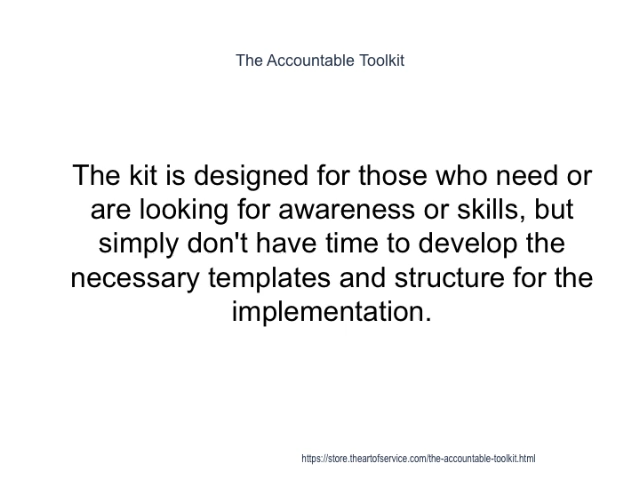 The Accountable Toolkit
The kit is designed for those who need or
are looking for awareness or skills, but
simply don't have time to develop the
necessary templates and structure for the
implementation.
https://store.theartofservice.com/the-accountable-toolkit.html